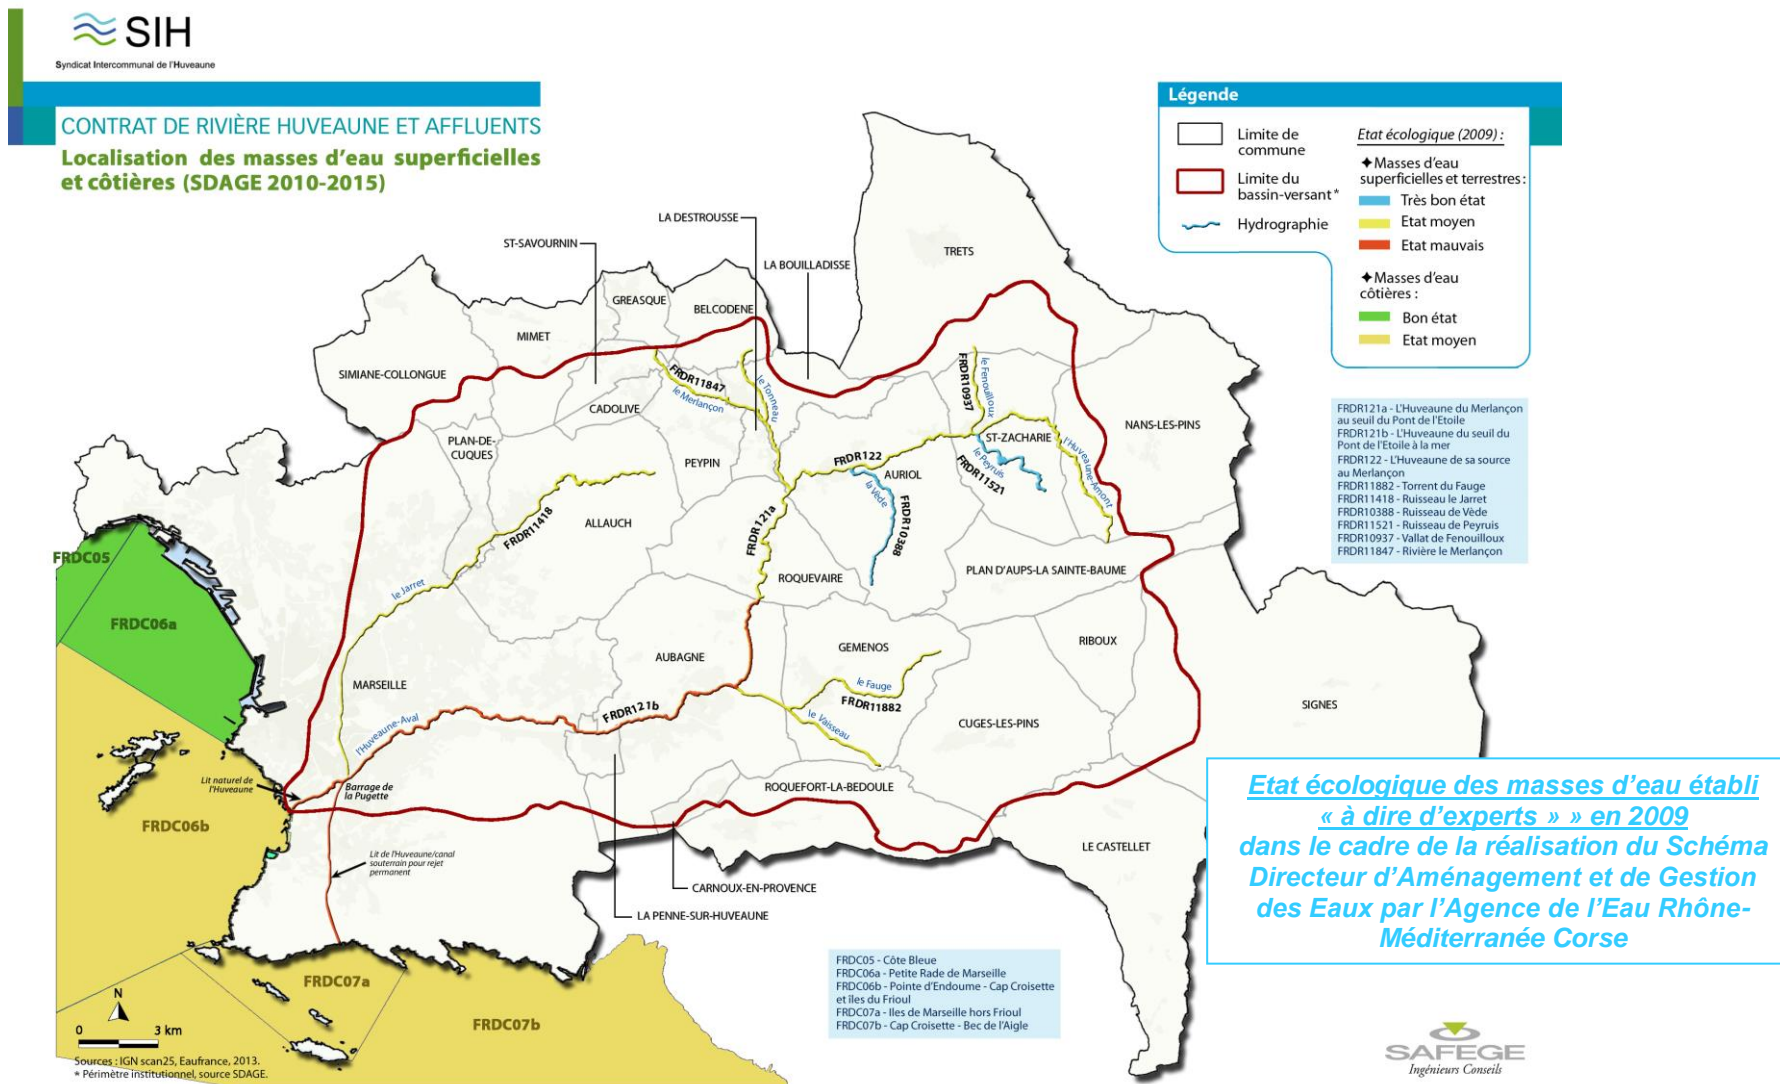 SIH
Syndicat Intercommunal de l'Huveaune
CONTRAT DE RIVIÈRE HUVEAUNE ET AFFLUENTS
Localisation des masses d'eau superficielles
et côtières (SDAGE 2010-2015)
Légende
Limite de
commune
Limite du
bassin-versant*
Hydrographie
Etat écologique (2009) :
✦Masses d'eau
superficielles et terrestres :
Très bon état
Etat moyen
Etat mauvais
✦Masses d'eau
côtières :
Bon état
Etat moyen
FRDR121a - L'Huveaune du Merlançon
au seuil du Pont de l'Etoile
FRDR121b - L'Huveaune du seuil du
Pont de l'Etoile à la mer
FRDR122 - L'Huveaune de sa source
au Merlançon
FRDR11882 - Torrent du Fauge
FRDR11418 - Ruisseau le Jarret
FRDR10388 - Ruisseau de Vède
FRDR11521 - Ruisseau de Peyruis
FRDR10937 - Vallat de Fenouilloux
FRDR11847 - Rivière le Merlançon
LA DESTROUSSE
ST-SAVOURNIN
LA BOUILLADISSE
TRETS
GREASQUE
BELCODENE
MIMET
SIMIANE-COLLONGUE
FRDR11847
le Merlançon
le Tonneau
CADOLIVE
FRDR10937
le Fenouilloux
NANS-LES-PINS
PLAN-DE-
CUQUES
PEYPIN
FRDR122
ST-ZACHARIE
l'Huveaune-Amont
AURIOL
le Peyruis
FRDR11521
la Vède
FRDR10388
ALLAUCH
FRDR11418
FRDR121a
FRDC05
ROQUEVAIRE
PLAN D'AUPS-LA SAINTE-BAUME
le Jarret
FRDC06a
RIBOUX
GEMENOS
AUBAGNE
MARSEILLE
le Fauge
FRDR11882
SIGNES
FRDR121b
l'Huveaune-Aval
le Vaisseau
CUGES-LES-PINS
Lit naturel de
l'Huveaune
Barrage de
la Pugette
ROQUEFORT-LA-BEDOULE
FRDC06b
LE CASTELLET
Lit de l'Huveaune/canal
souterrain pour rejet
permanent
CARNOUX-EN-PROVENCE
LA PENNE-SUR-HUVEAUNE
Etat écologique des masses d'eau établi
« à dire d'experts » » en 2009
dans le cadre de la réalisation du Schéma
Directeur d'Aménagement et de Gestion
des Eaux par l'Agence de l'Eau Rhône-
Méditerranée Corse
FRDC05 - Côte Bleue
FRDC06a - Petite Rade de Marseille
FRDC06b - Pointe d'Endoume - Cap Croisette
et îles du Frioul
FRDC07a - Iles de Marseille hors Frioul
FRDC07b - Cap Croisette - Bec de l'Aigle
FRDC07a
FRDC07b
N
0 3 km
Sources : IGN scan25, Eaufrance, 2013.
* Périmètre institutionnel, source SDAGE.
SAFEGE
Ingénieurs Conseils